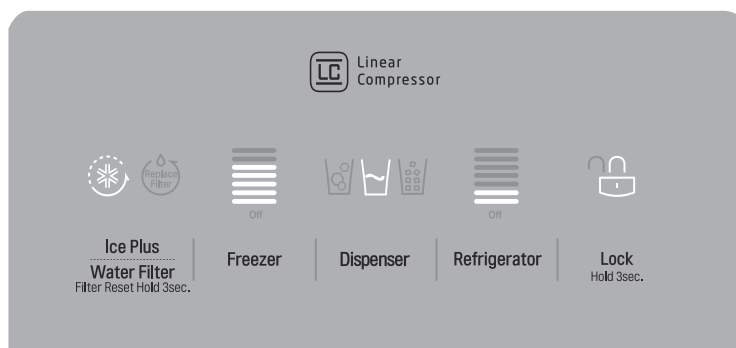 LC
Linear
Compressor
Replace
Filter
Off
Off
Ice Plus
Water Filter
Filter Reset Hold 3sec.
Freezer
Dispenser
Refrigerator
Lock
Hold 3sec.